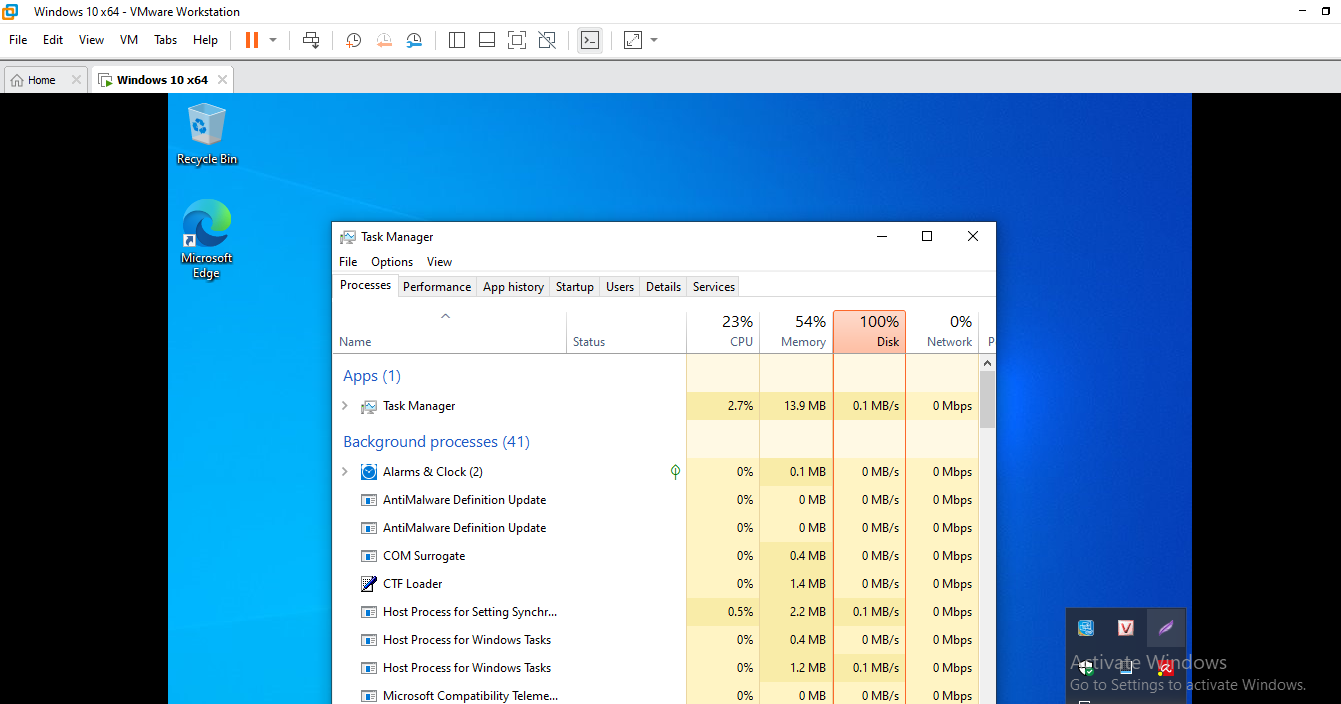 Windows 10 x64 - VMware Workstation
File Edit View VM Tabs Help
Home Windows 10 x64
Recycle Bin
Microsoft
Edge
Task Manager
File Options View
Processes Performance App history Startup Users Details Services
23% 54% 100% 0%
Name Status CPU Memory Disk Network P
Apps (1)
Task Manager 2.7% 13.9 MB 0.1 MB/s 0 Mbps
Background processes (41)
Alarms & Clock (2) 0% 0.1 MB 0 MB/s 0 Mbps
AntiMalware Definition Update 0% 0 MB 0 MB/s 0 Mbps
AntiMalware Definition Update 0% 0 MB 0 MB/s 0 Mbps
COM Surrogate 0% 0.4 MB 0 MB/s 0 Mbps
CTF Loader 0% 1.4 MB 0 MB/s 0 Mbps
Host Process for Setting Synchr... 0.5% 2.2 MB 0.1 MB/s 0 Mbps
Host Process for Windows Tasks 0% 0.4 MB 0 MB/s 0 Mbps
Host Process for Windows Tasks 0% 1.2 MB 0.1 MB/s 0 Mbps
Microsoft Compatibility Teleme... 0% 0 MB 0 MB/s 0 Mbps
V
Activate Windows
Go to Settings to activate Windows.